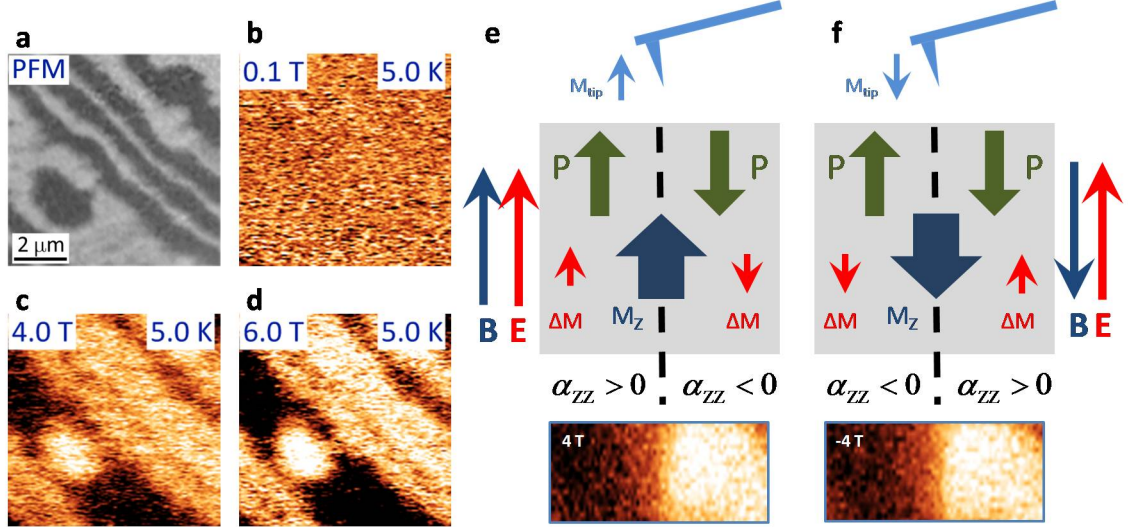 a
PFM
2 μm
b
0.1 T 5.0 K
c
4.0 T 5.0 K
d
6.0 T 5.0 K
e
M_tip
P P
B E
ΔM M_Z ΔM
α_ZZ > 0 α_ZZ < 0
4 T
f
M_tip
P P
ΔM M_Z ΔM
B E
α_ZZ < 0 α_ZZ > 0
-4 T